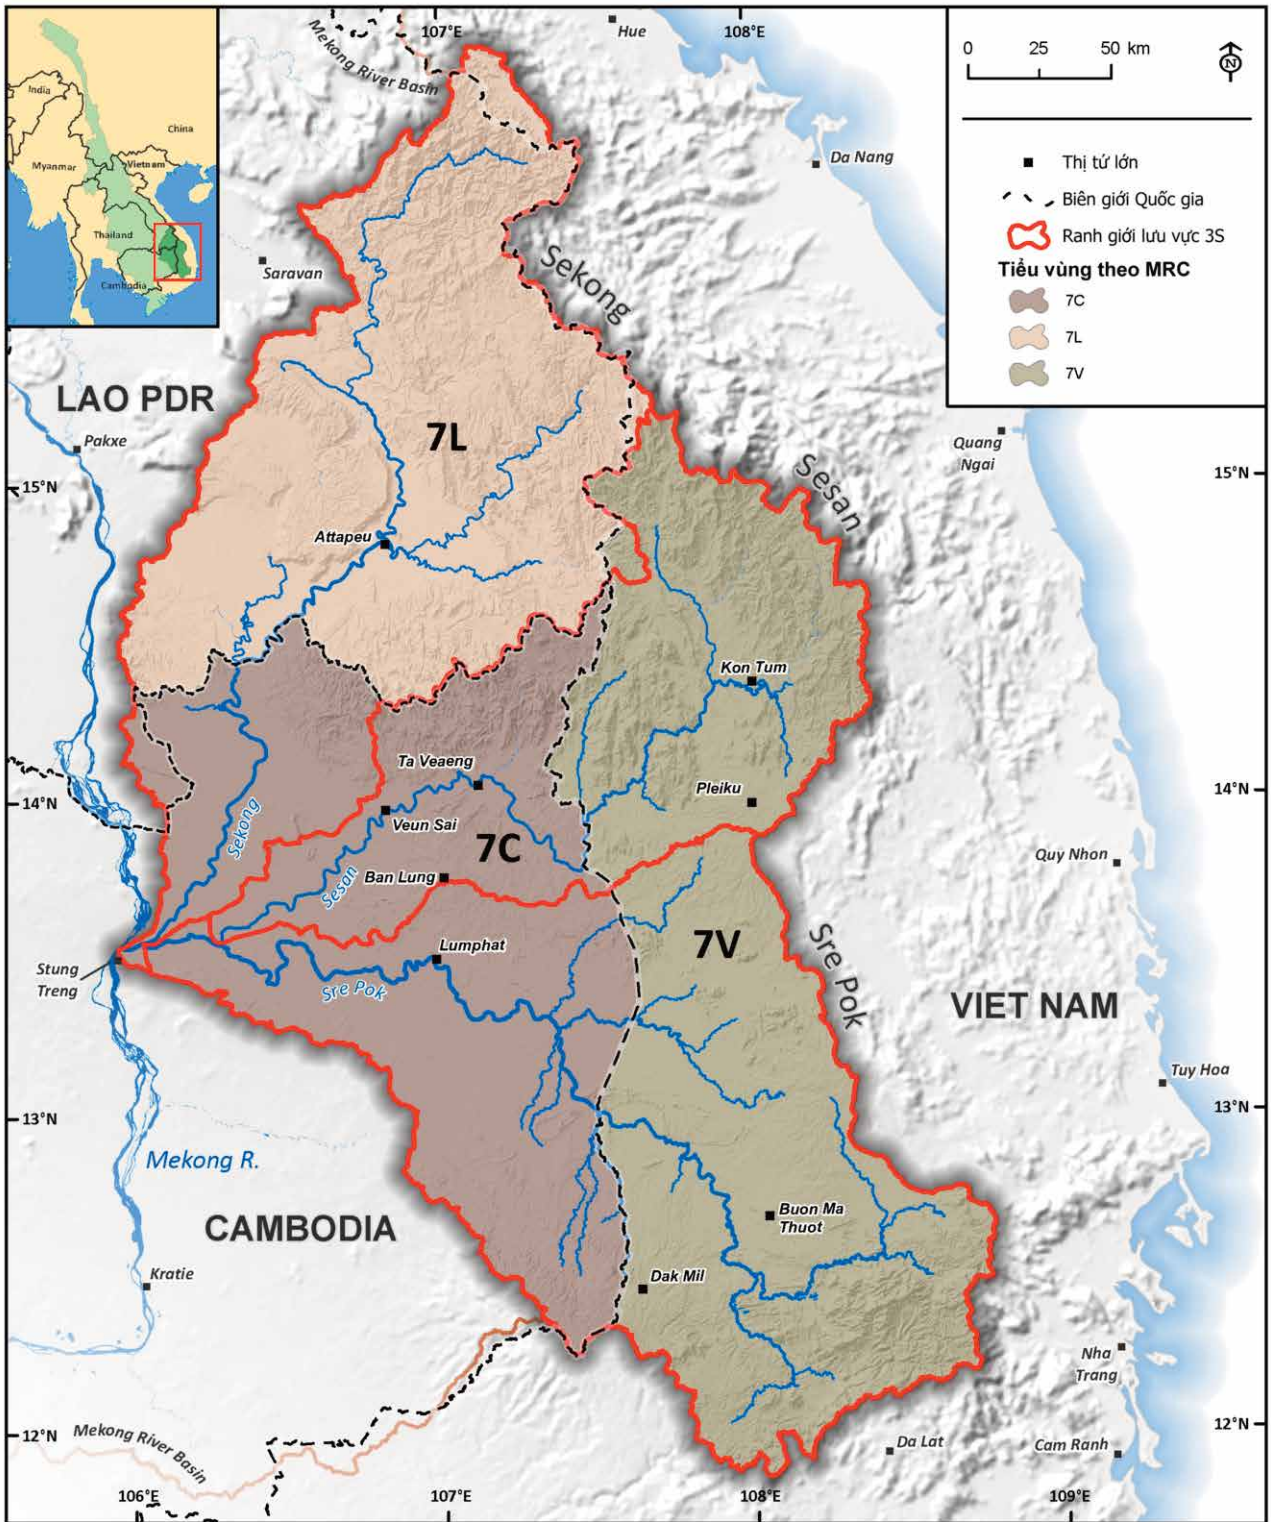 107°E
108°E
Hue
Mekong River Basin
0 25 50 km
N
India
China
Myanmar
Vietnam
Thailand
Cambodia
Da Nang
Thị tứ lớn
Biên giới Quốc gia
Ranh giới lưu vực 3S
Tiểu vùng theo MRC
7C
7L
7V
Saravan
Sekong
LAO PDR
Pakxe
7L
Quang
Ngai
Sesan
15°N
15°N
Attapeu
Kon Tum
Ta Veaeng
Pleiku
14°N
14°N
Veun Sai
Sekong
7C
Quy Nhon
Ban Lung
Sesan
7V
Lumphat
Stung
Treng
Sre Pok
Sre Pok
VIET NAM
Tuy Hoa
13°N
13°N
Mekong R.
CAMBODIA
Buon Ma
Thuot
Kratie
Dak Mil
Nha
Trang
12°N
12°N
Mekong River Basin
Da Lat
Cam Ranh
106°E
107°E
108°E
109°E